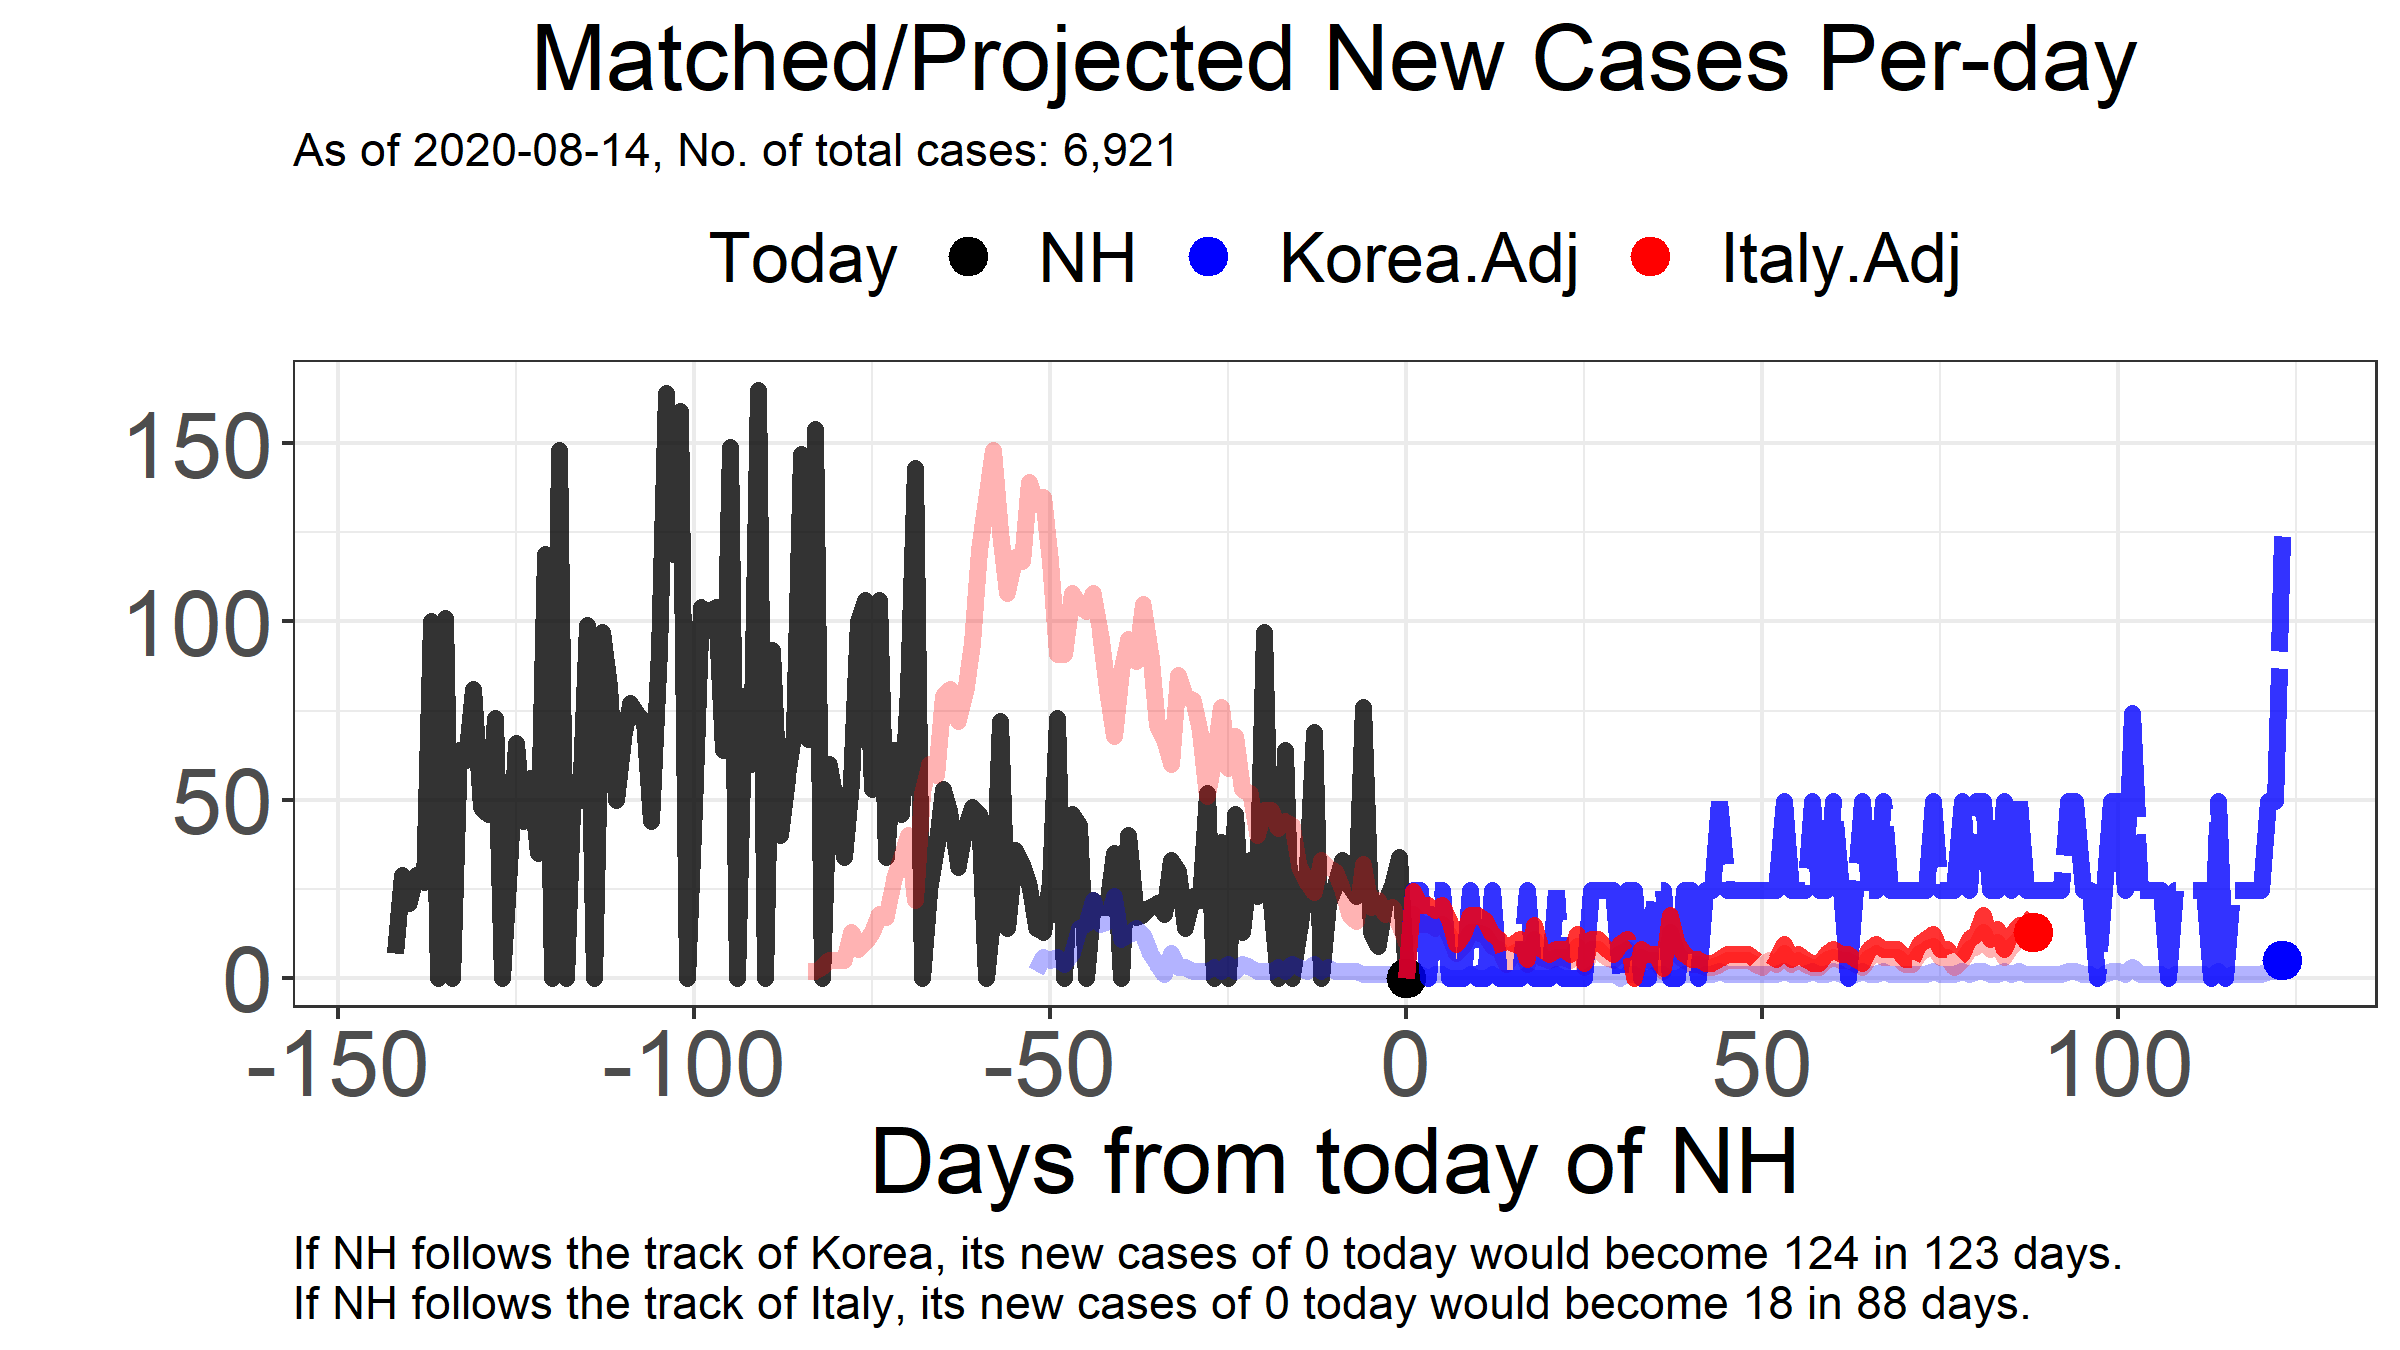 Matched/Projected New Cases Per-day
As of 2020-08-14, No. of total cases: 6,921
Today NH Korea.Adj Italy.Adj
150
100
50
0
-150 -100 -50 0 50 100
Days from today of NH
If NH follows the track of Korea, its new cases of 0 today would become 124 in 123 days.
If NH follows the track of Italy, its new cases of 0 today would become 18 in 88 days.